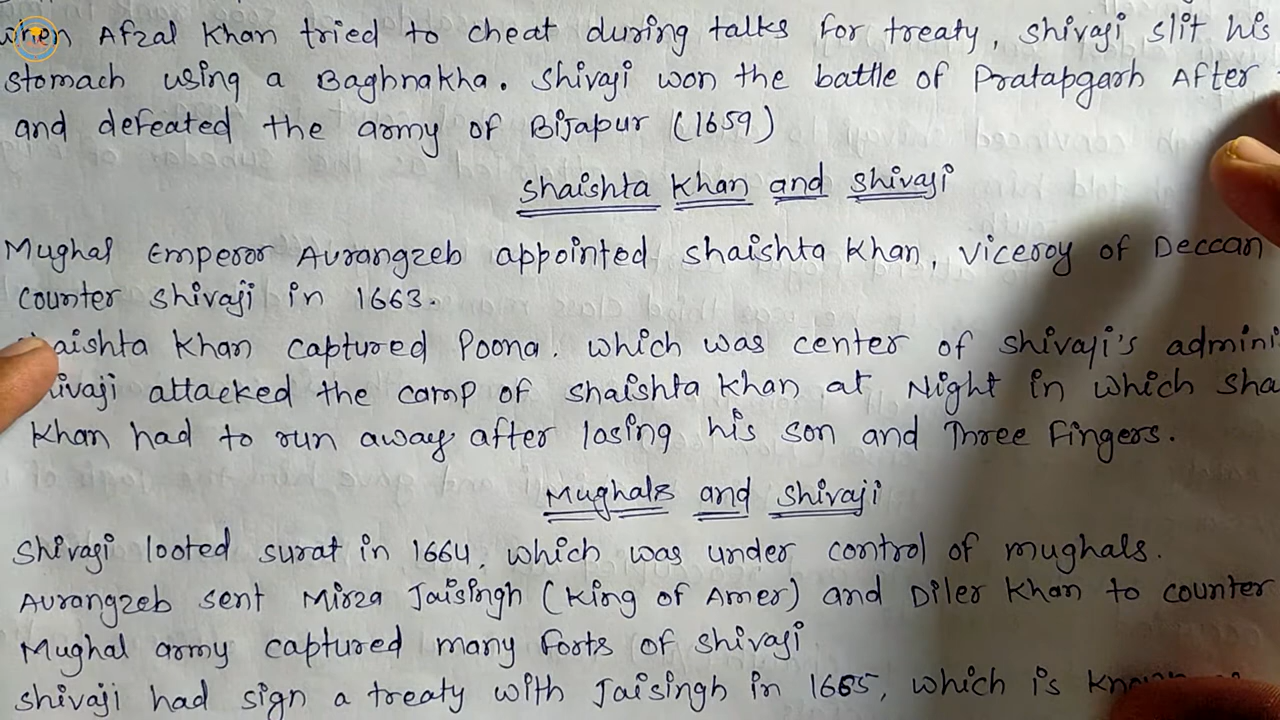 when Afzal Khan tried to cheat during talks for treaty, Shivaji slit his
stomach using a Baghnakha. Shivaji won the battle of Pratapgarh After
and defeated the army of Bijapur (1659)
Shaishta Khan and Shivaji
Mughal Emperor Aurangzeb appointed Shaishta Khan, Viceroy of Deccan
counter Shivaji in 1663.
aishta Khan captured Poona. which was center of Shivaji's admini
ivaji attacked the camp of Shaishta Khan at Night in which Sha
Khan had to run away after losing his son and Three Fingers.
Mughals and Shivaji
Shivaji looted surat in 1664, which was under control of mughals.
Aurangzeb sent Mirza Jaisingh (King of Amer) and Diler Khan to counter
Mughal army captured many forts of Shivaji
Shivaji had sign a treaty with Jaisingh in 1665, which is